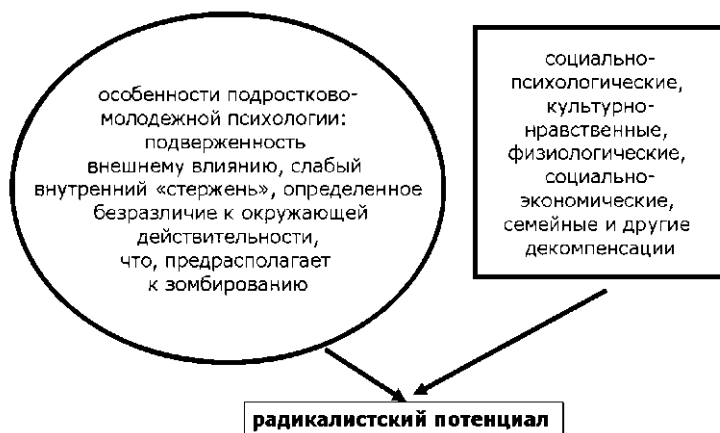 особенности подростково-
молодежной психологии:
подверженность
внешнему влиянию, слабый
внутренний «стержень», определенное
безразличие к окружающей
действительности,
что, предрасполагает
к зомбированию
социально-
психологические,
культурно-
нравственные,
физиологические,
социально-
экономические,
семейные и другие
декомпенсации
радикалистский потенциал